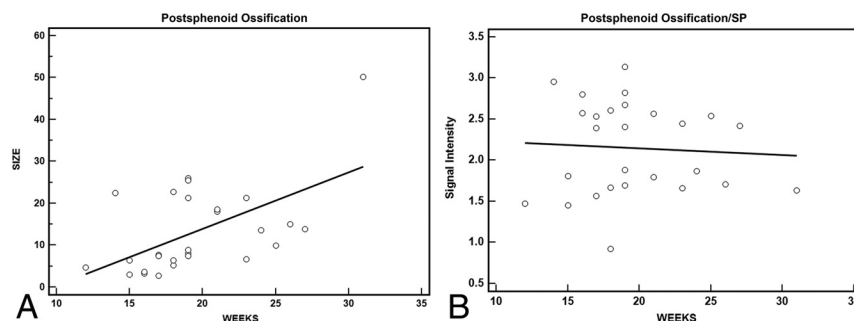 Postsphenoid Ossification
60
50
40
30
20
10
0
SIZE
10 15 20 25 30 35
WEEKS
A
Postsphenoid Ossification/SP
3.5
3.0
2.5
2.0
1.5
1.0
0.5
Signal Intensity
10 15 20 25 30 35
WEEKS
B